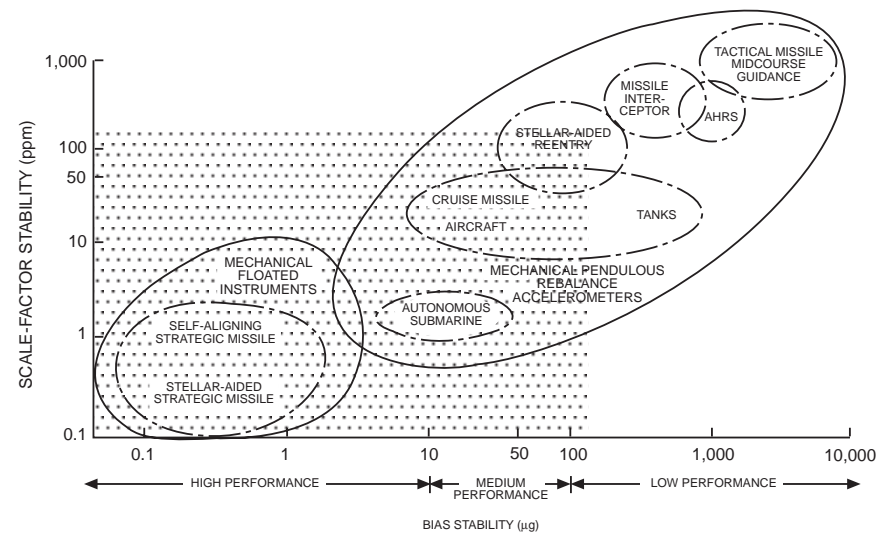 SCALE-FACTOR STABILITY (ppm)
1,000
100
50
10
1
0.1
TACTICAL MISSILE
MIDCOURSE
GUIDANCE
MISSILE
INTER-
CEPTOR
AHRS
STELLAR-AIDED
REENTRY
CRUISE MISSILE
AIRCRAFT
TANKS
MECHANICAL PENDULOUS
REBALANCE
ACCELEROMETERS
MECHANICAL
FLOATED
INSTRUMENTS
AUTONOMOUS
SUBMARINE
SELF-ALIGNING
STRATEGIC MISSILE
STELLAR-AIDED
STRATEGIC MISSILE
0.1 1 10 50 100 1,000 10,000
HIGH PERFORMANCE
MEDIUM
PERFORMANCE
LOW PERFORMANCE
BIAS STABILITY (µg)